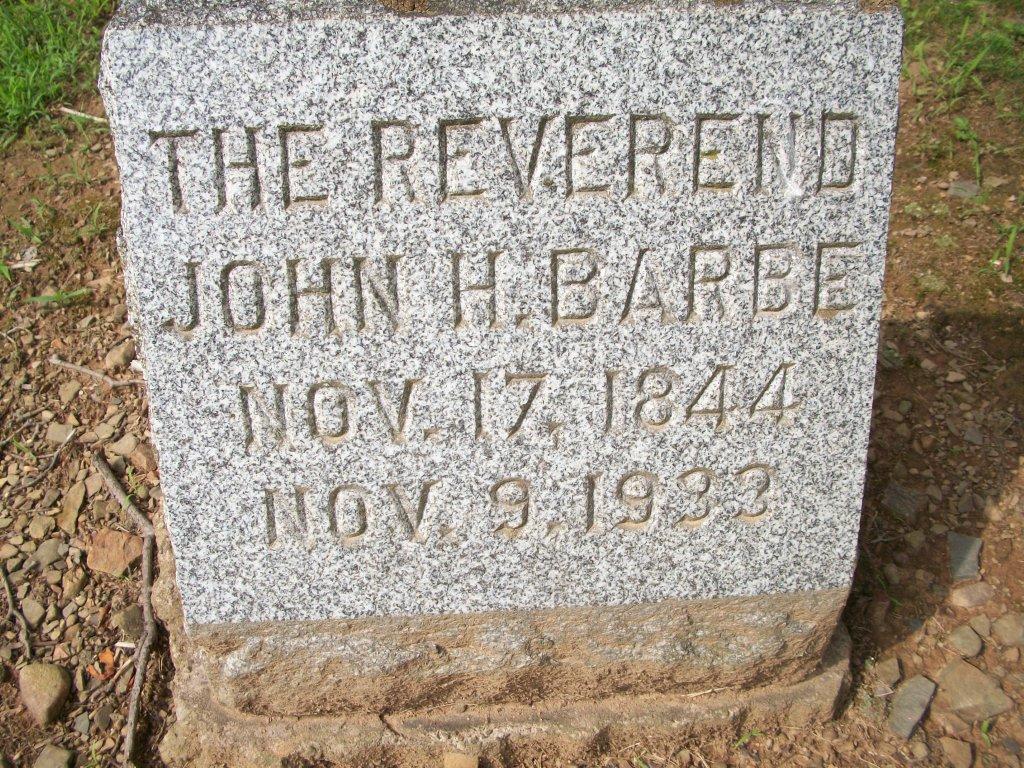 THE REVEREND
JOHN H. BARBE
NOV. 17, 1844
NOV. 9, 1933